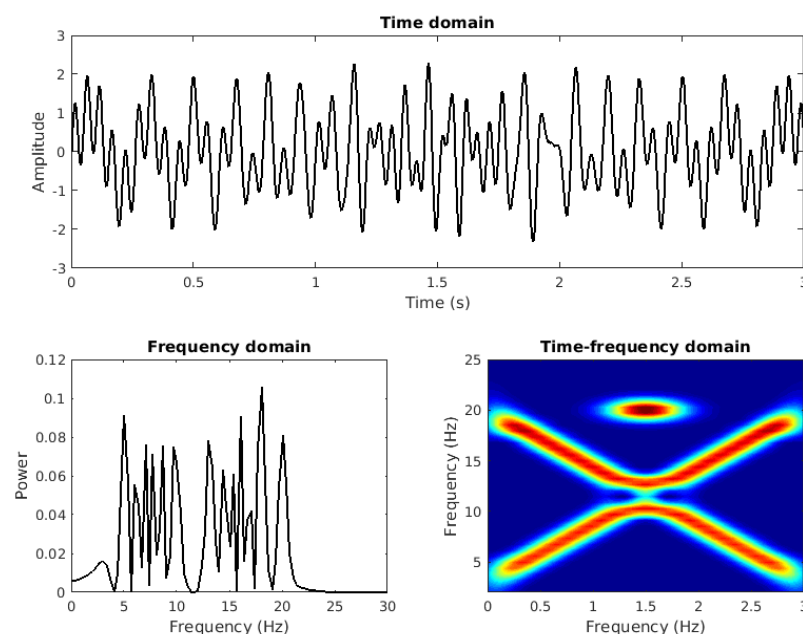 Time domain
3
2
1
0
-1
-2
-3
Amplitude
0 0.5 1 1.5 2 2.5 3
Time (s)
Frequency domain
0.12
0.1
0.08
0.06
0.04
0.02
0
Power
0 5 10 15 20 25 30
Frequency (Hz)
Time-frequency domain
25
20
15
10
5
Frequency (Hz)
0 0.5 1 1.5 2 2.5 3
Frequency (Hz)